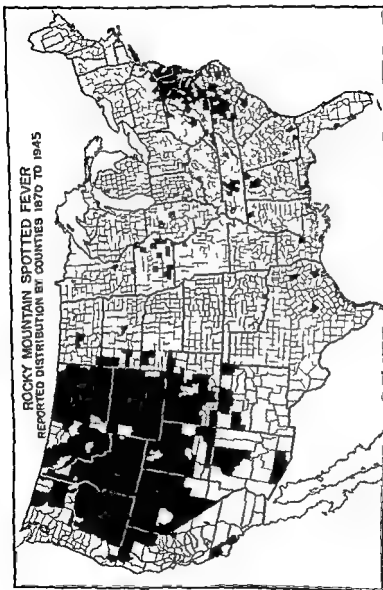 ROCKY MOUNTAIN SPOTTED FEVER
REPORTED DISTRIBUTION BY COUNTIES 1870 TO 1945